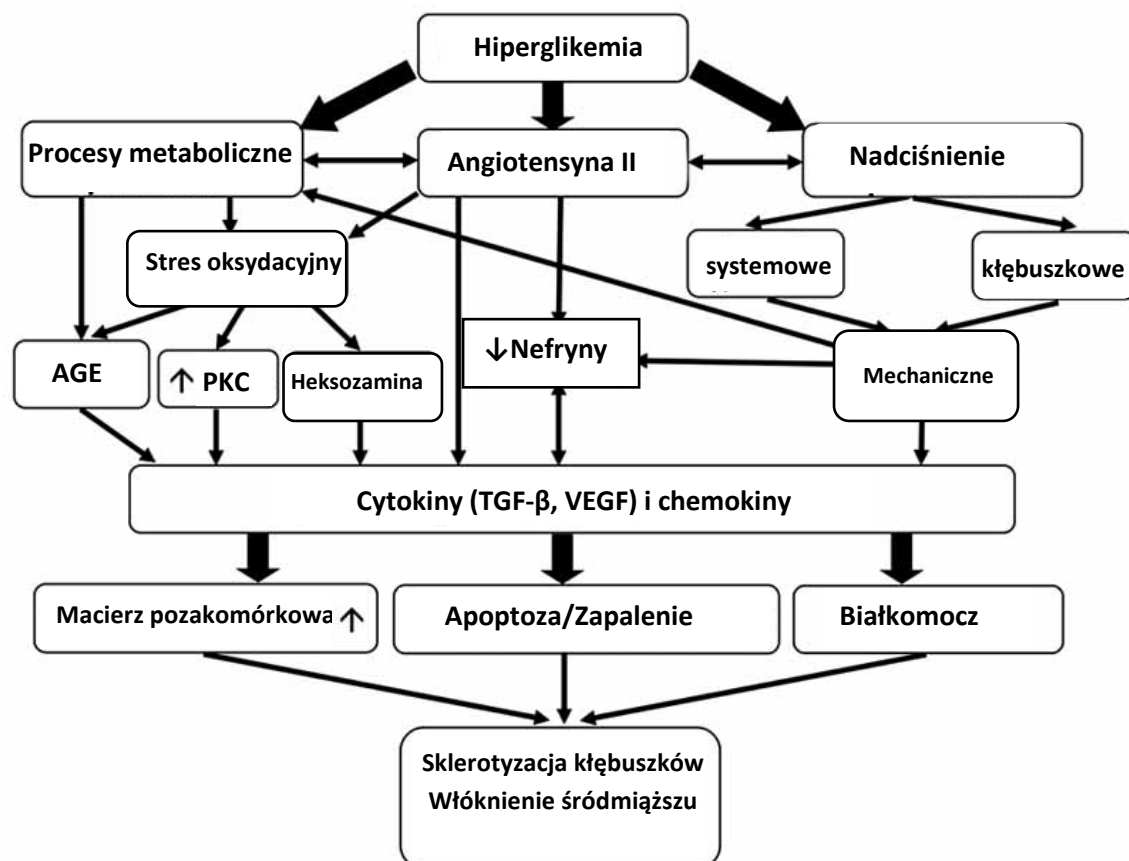 Hiperglikemia
Procesy metaboliczne
Angiotensyna II
Nadciśnienie
Stres oksydacyjny
systemowe
kłębuszkowe
AGE
↑ PKC
Heksozamina
↓Nefryny
Mechaniczne
Cytokiny (TGF-β, VEGF) i chemokiny
Macierz pozakomórkowa ↑
Apoptoza/Zapalenie
Białkomocz
Sklerotyzacja kłębuszków
Włóknienie śródmiąższu